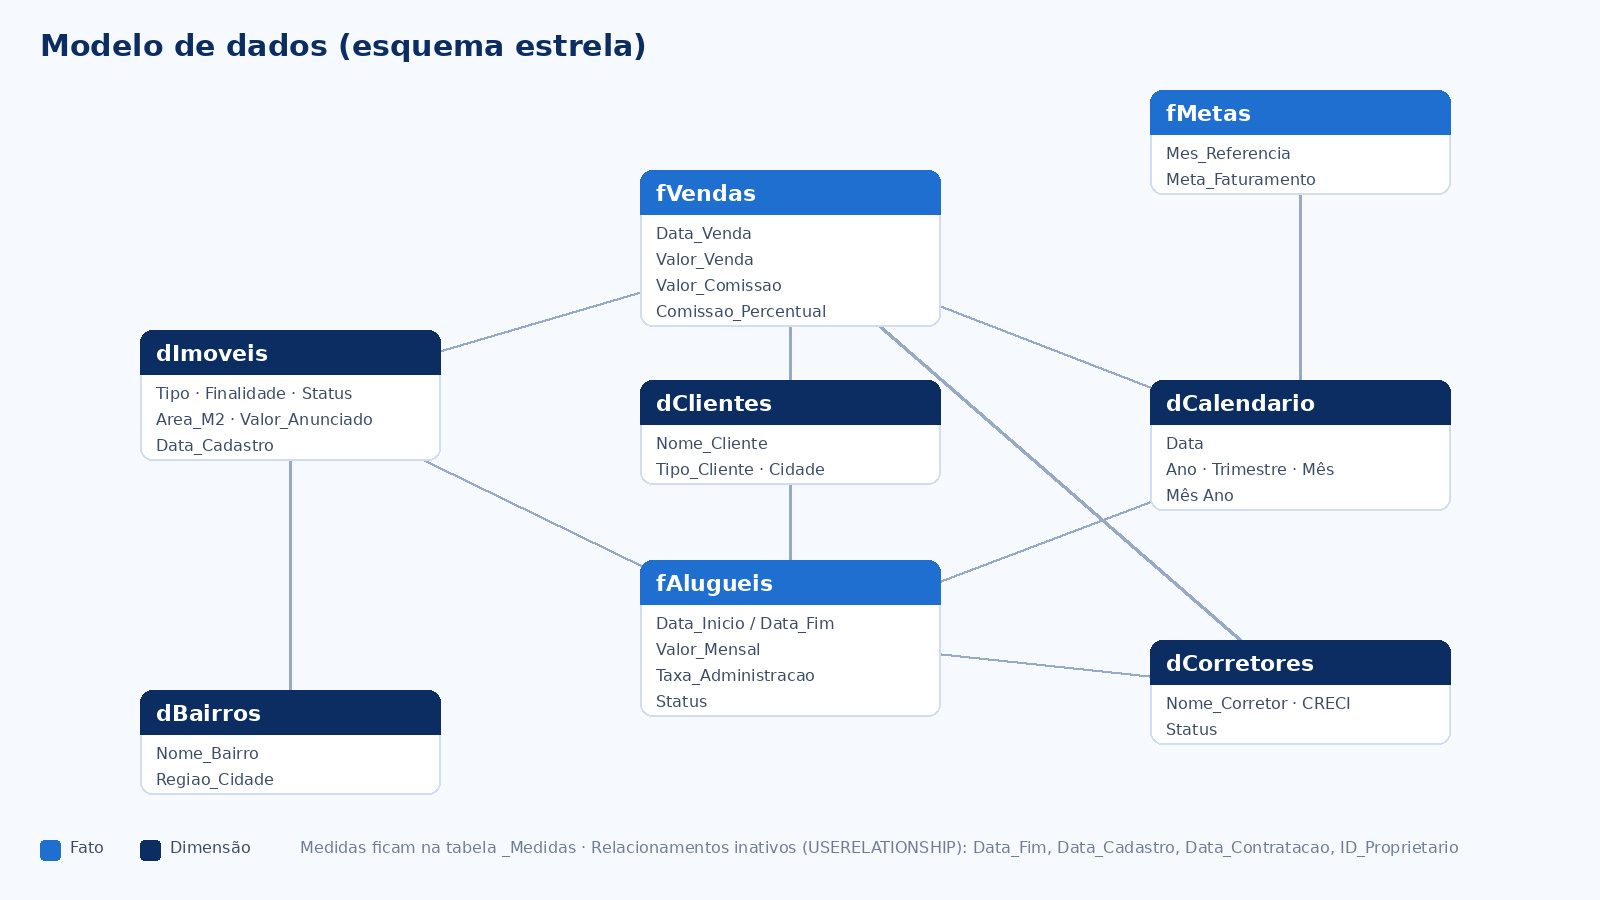 Modelo de dados (esquema estrela)
fMetas
Mes_Referencia
Meta_Faturamento
fVendas
Data_Venda
Valor_Venda
Valor_Comissao
Comissao_Percentual
dImoveis
Tipo · Finalidade · Status
Area_M2 · Valor_Anunciado
Data_Cadastro
dClientes
Nome_Cliente
Tipo_Cliente · Cidade
dCalendario
Data
Ano · Trimestre · Mês
Mês Ano
fAlugueis
Data_Inicio / Data_Fim
Valor_Mensal
Taxa_Administracao
Status
dCorretores
Nome_Corretor · CRECI
Status
dBairros
Nome_Bairro
Regiao_Cidade
Fato
Dimensão
Medidas ficam na tabela _Medidas · Relacionamentos inativos (USERELATIONSHIP): Data_Fim, Data_Cadastro, Data_Contratacao, ID_Proprietario